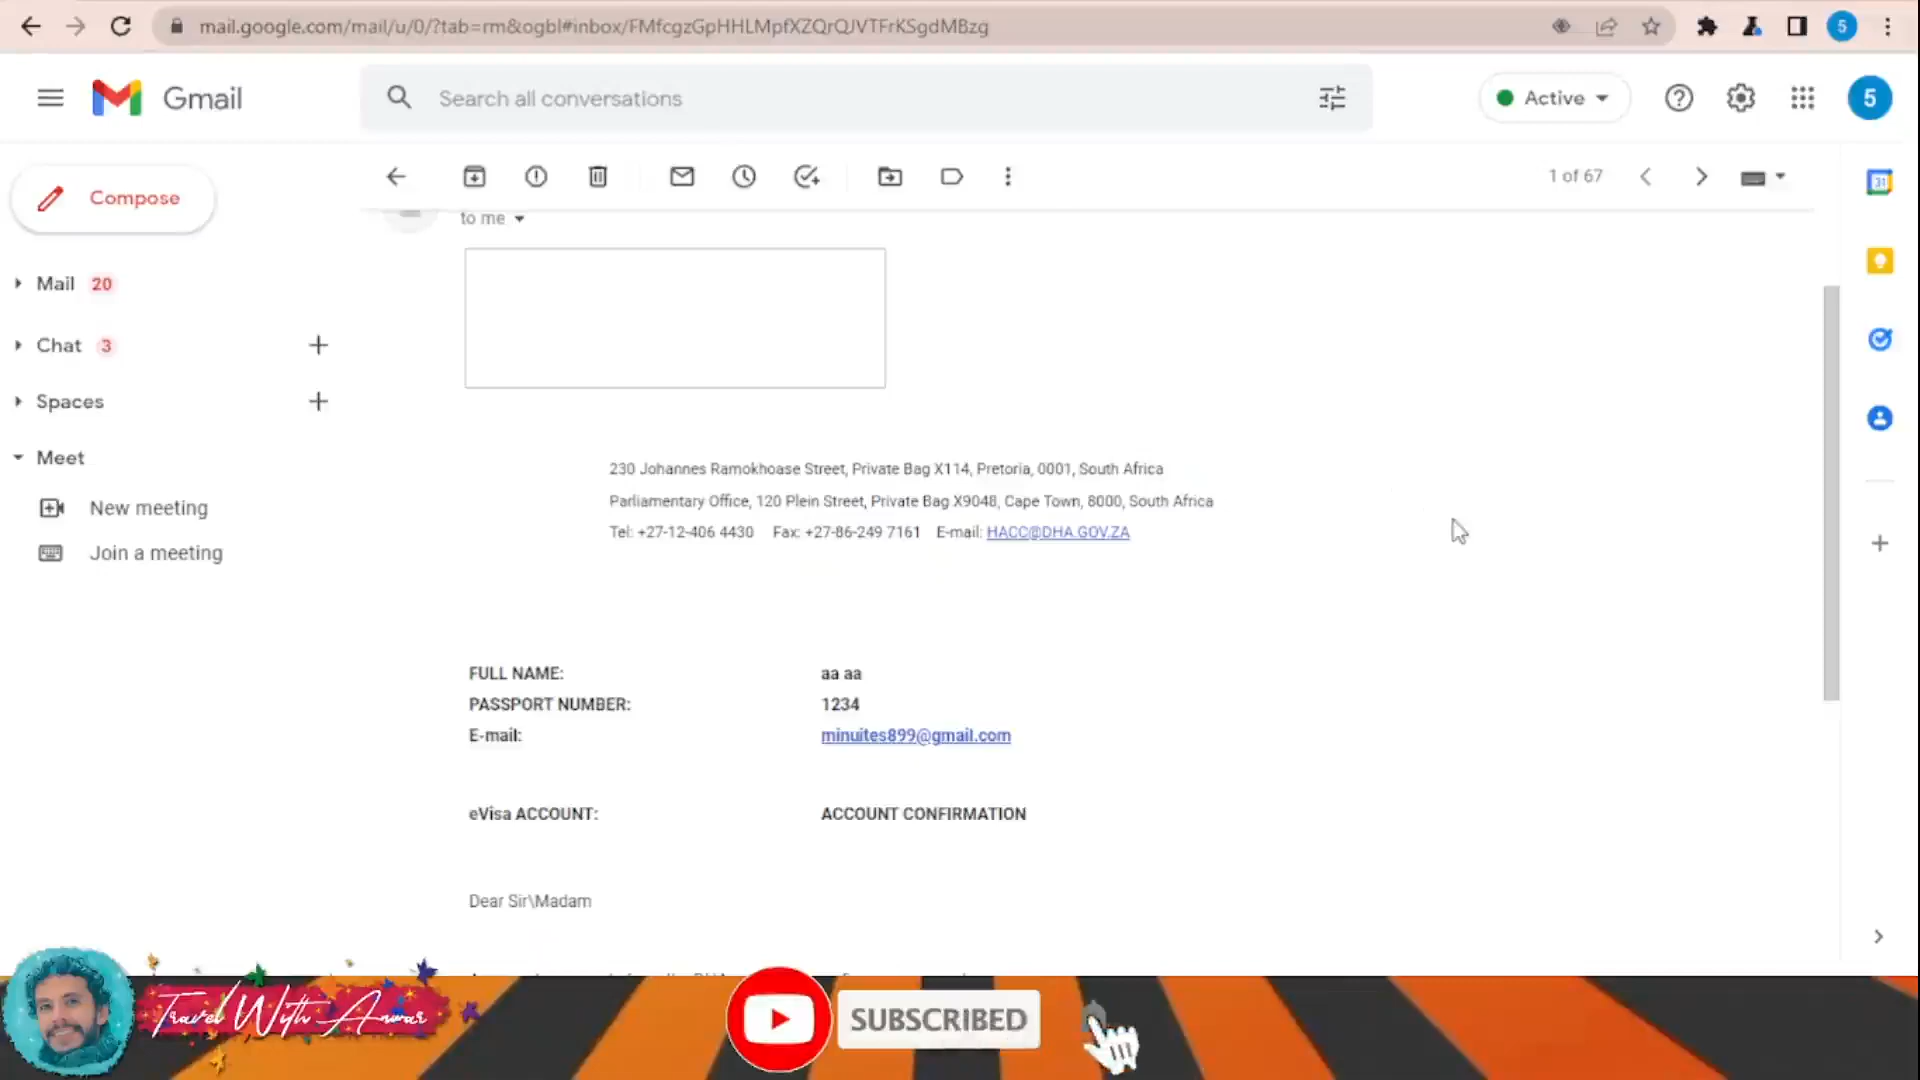 mail.google.com/mail/u/0/?tab=rm&ogbl#inbox/FMfcgzGpHHLMpfXZQrQJVTFrKSgdMBzg
5
Gmail
Search all conversations
Active
5
Compose
1 of 67
31
to me
Mail 20
Chat 3
Spaces
Meet
New meeting
Join a meeting
230 Johannes Ramokhoase Street, Private Bag X114, Pretoria, 0001, South Africa
Parliamentary Office, 120 Plein Street, Private Bag X9048, Cape Town, 8000, South Africa
Tel: +27-12-406 4430 Fax: +27-86-249 7161 E-mail: HACC@DHA.GOV.ZA
FULL NAME: aa aa
PASSPORT NUMBER: 1234
E-mail: minuites899@gmail.com
eVisa ACCOUNT: ACCOUNT CONFIRMATION
Dear Sir\Madam
Travel With Anwar
SUBSCRIBED